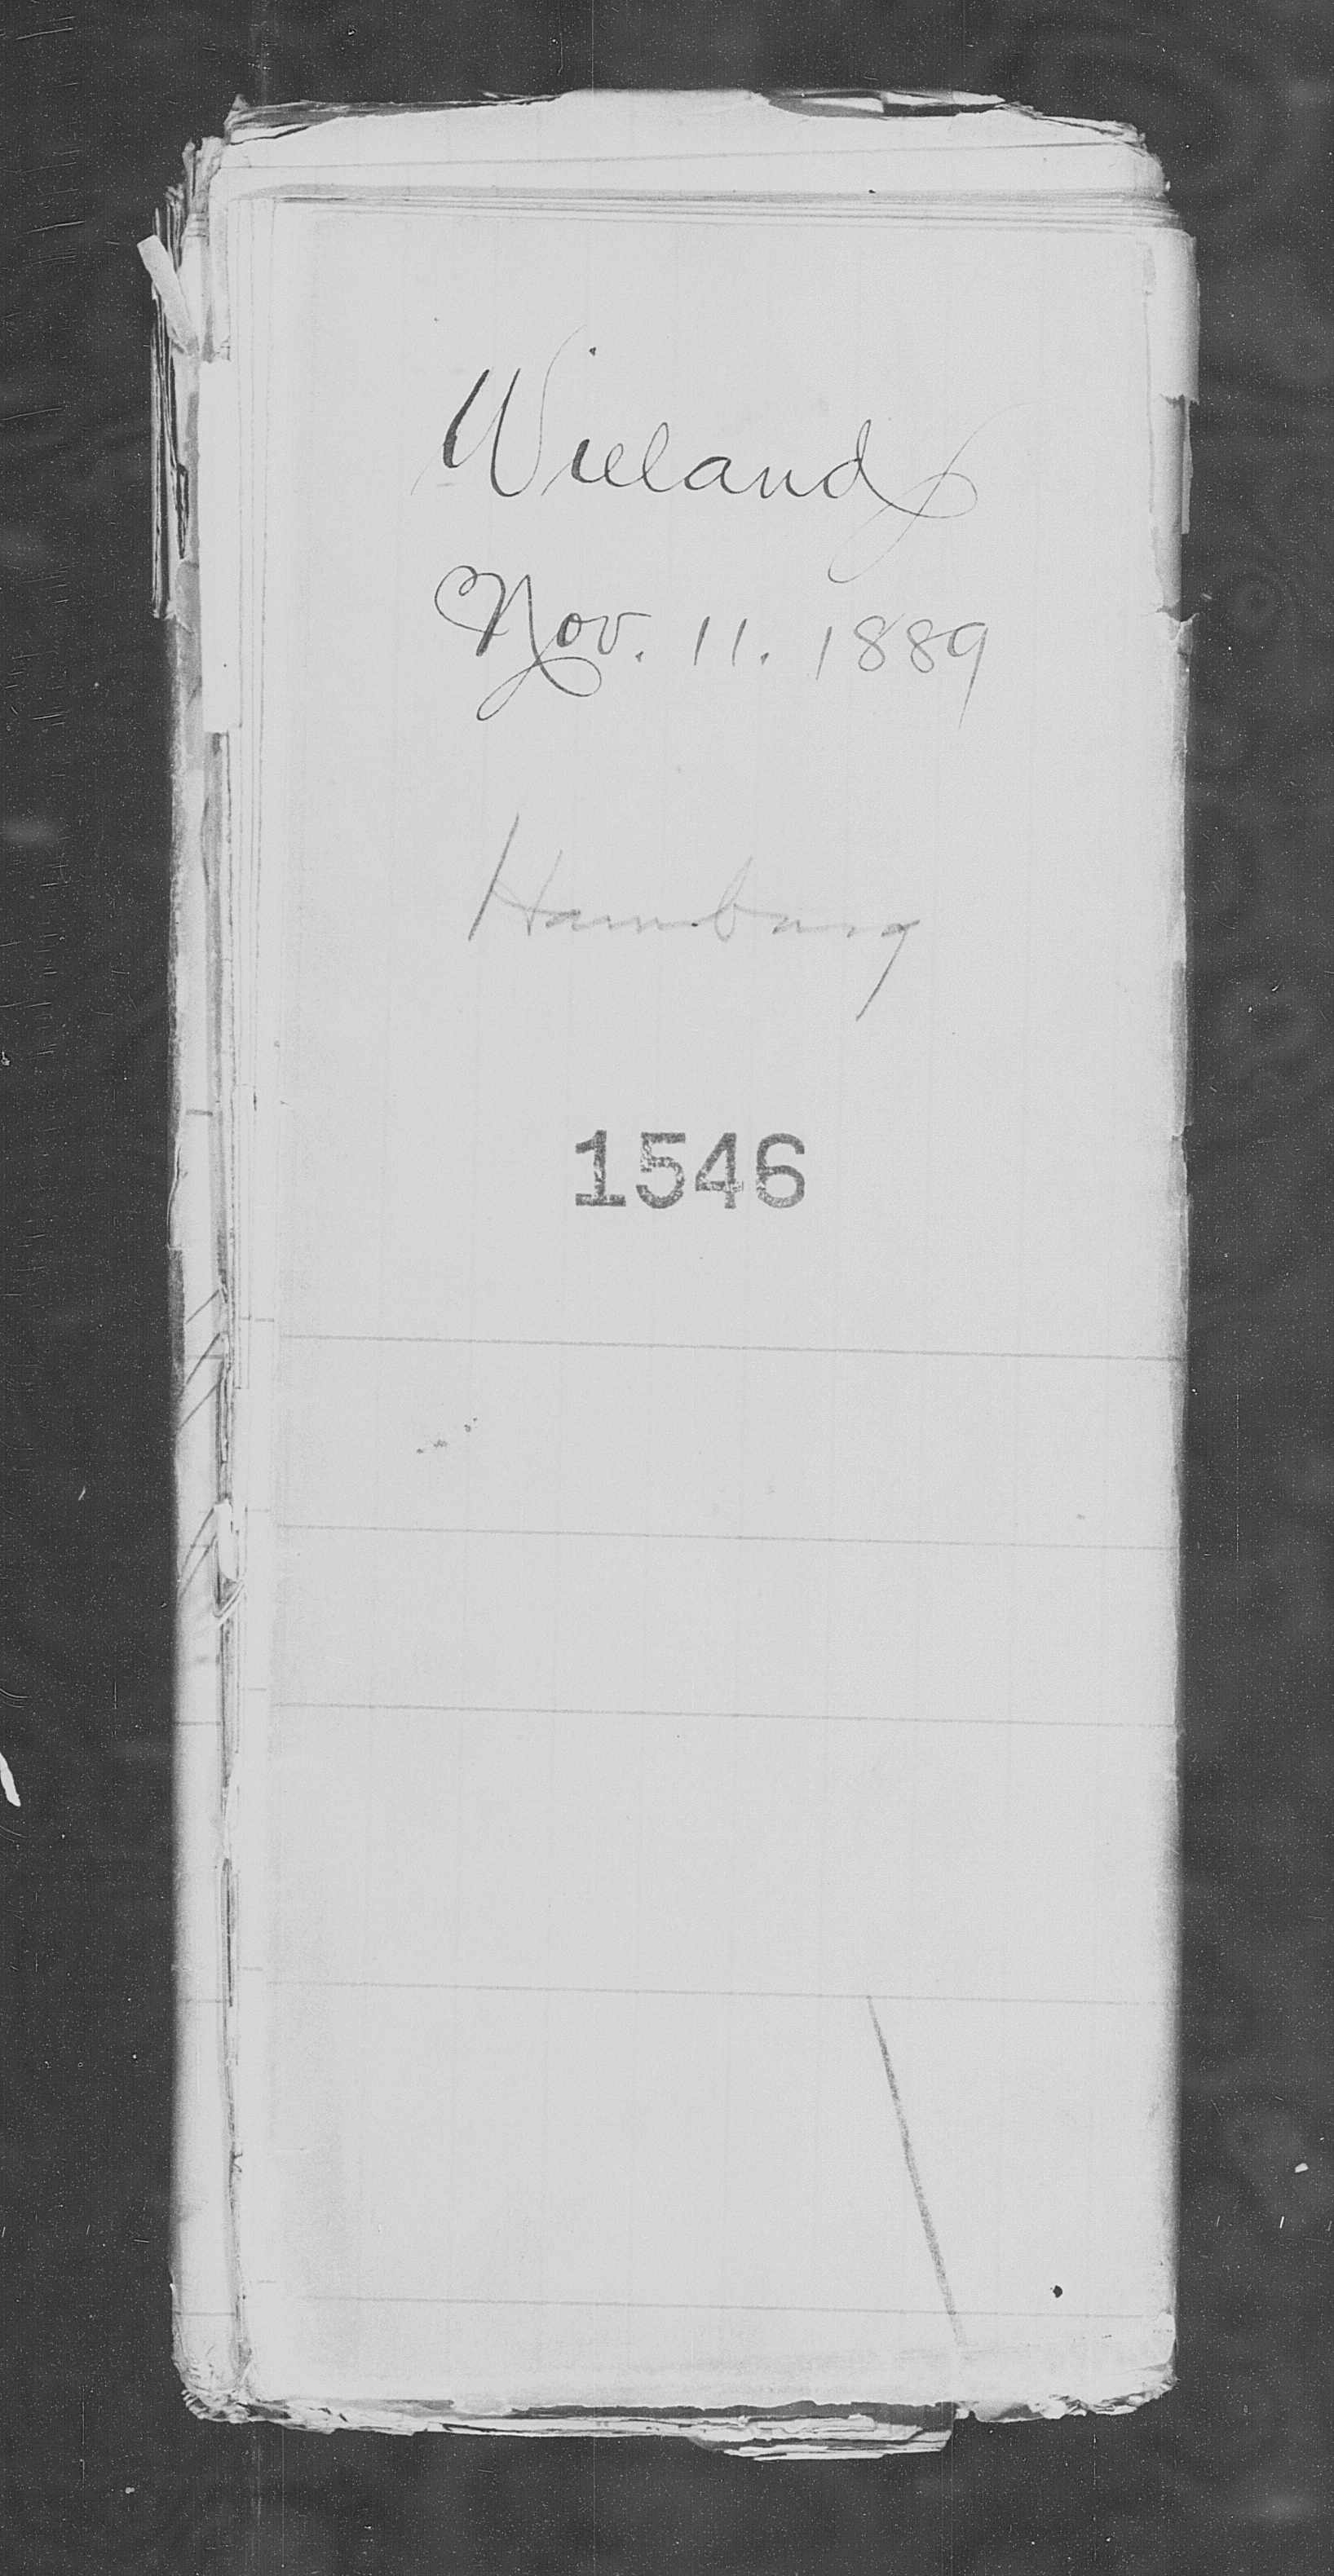 Wieland
Nov. 11. 1889
Hamburg
1546